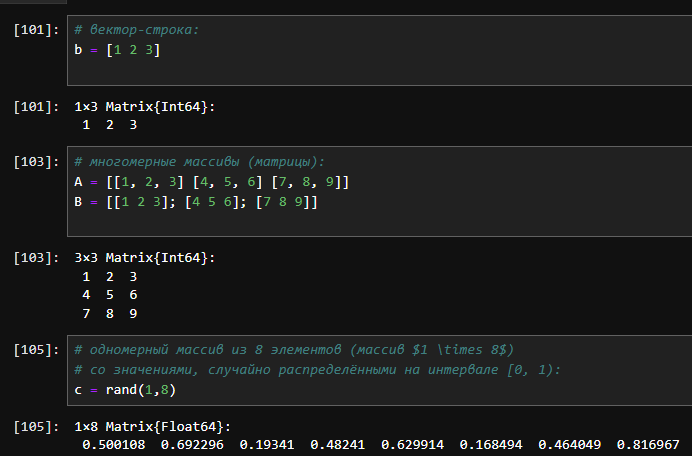 [101]: # вектор-строка:
b = [1 2 3]
[101]: 1×3 Matrix{Int64}:
1 2 3
[103]: # многомерные массивы (матрицы):
A = [[1, 2, 3] [4, 5, 6] [7, 8, 9]]
B = [[1 2 3]; [4 5 6]; [7 8 9]]
[103]: 3×3 Matrix{Int64}:
1 2 3
4 5 6
7 8 9
[105]: # одномерный массив из 8 элементов (массив $1 \times 8$)
# со значениями, случайно распределёнными на интервале [0, 1):
c = rand(1,8)
[105]: 1×8 Matrix{Float64}:
0.500108 0.692296 0.19341 0.48241 0.629914 0.168494 0.464049 0.816967